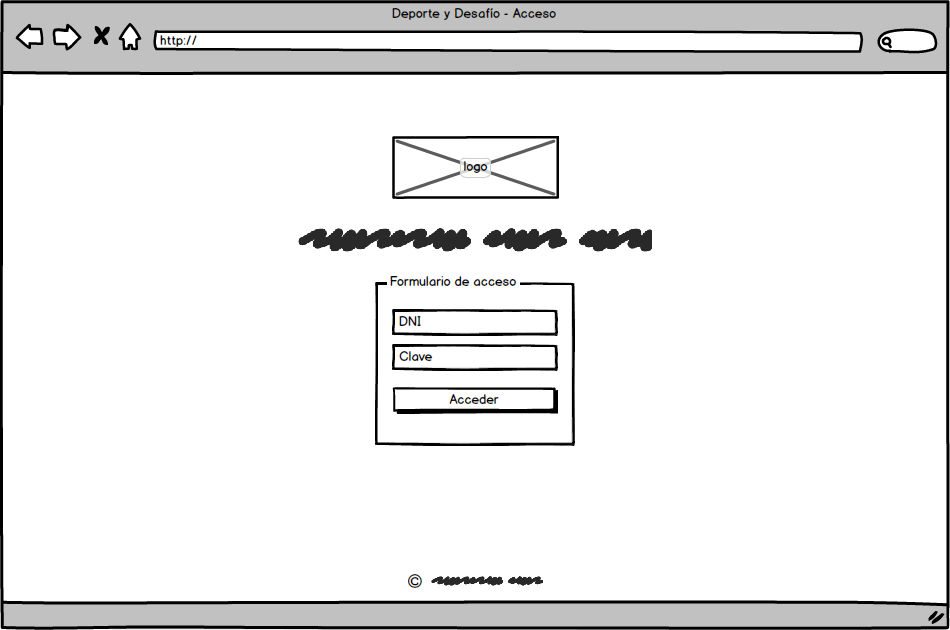 Deporte y Desafío - Acceso
http://
logo
Formulario de acceso
DNI
Clave
Acceder
©